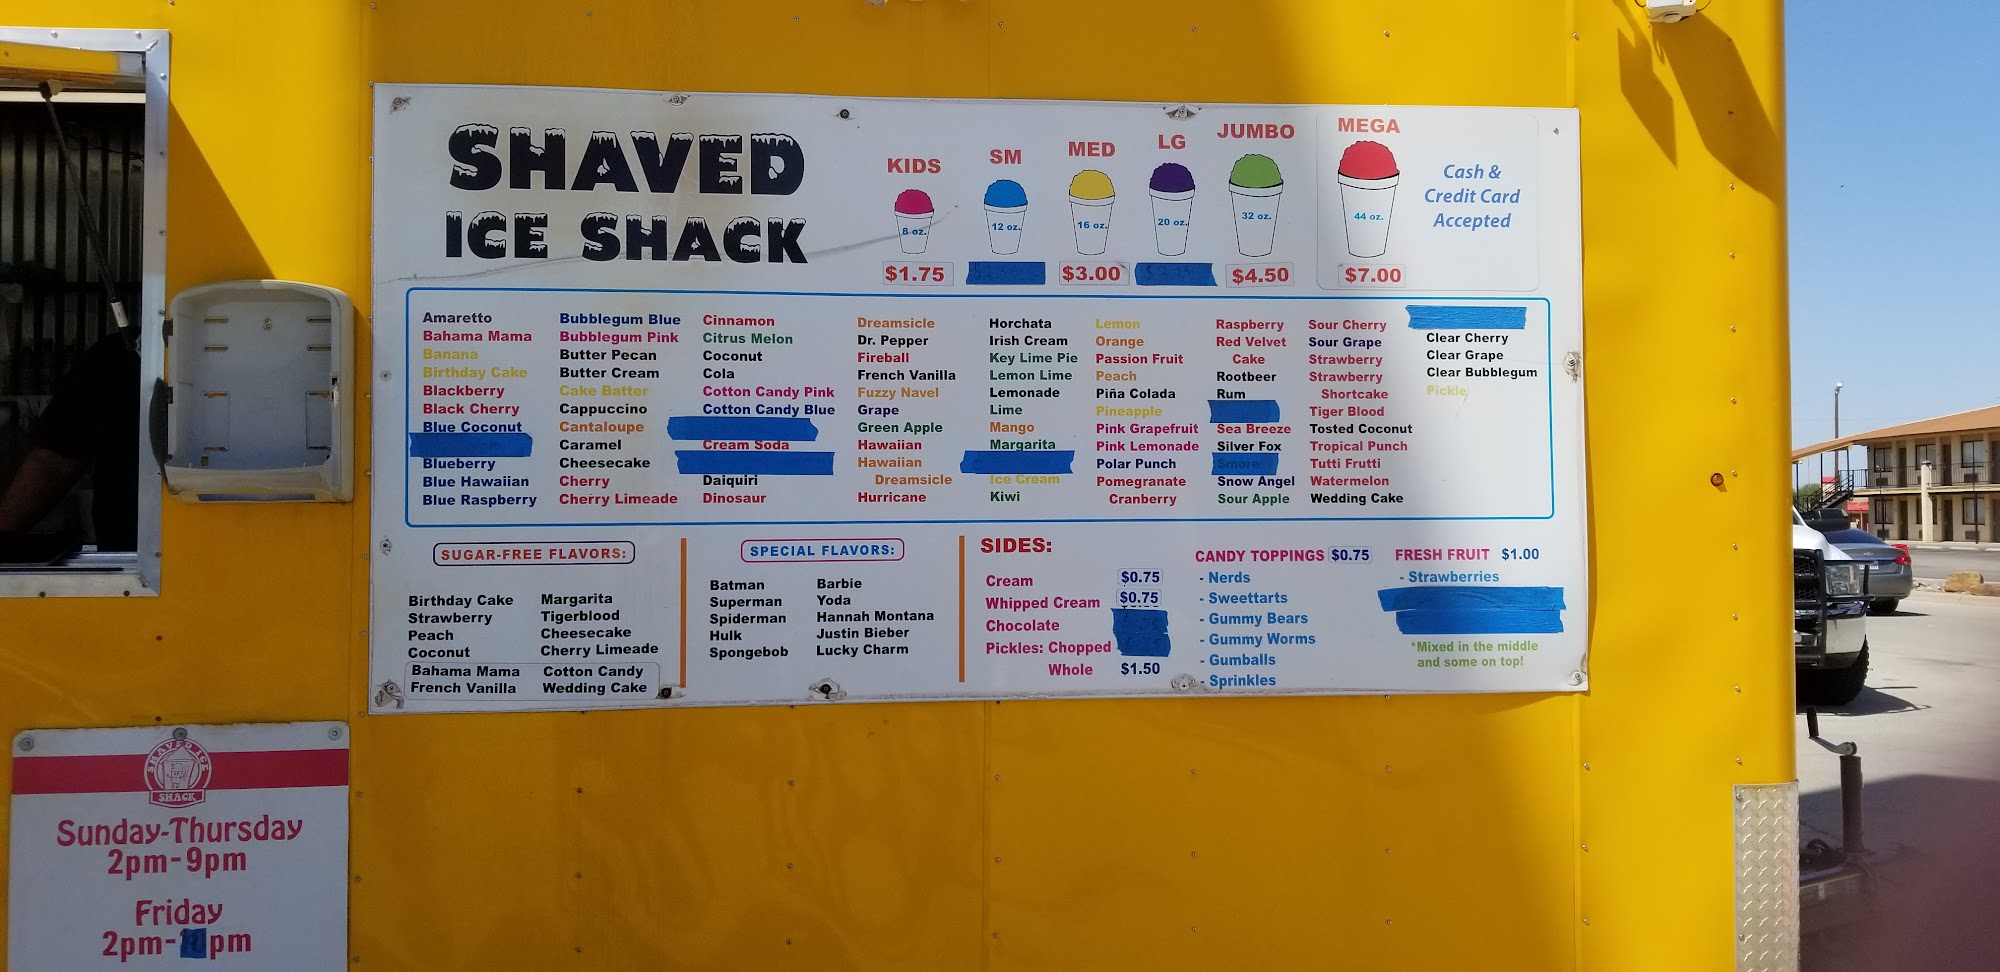 SHAVED
ICE SHACK
KIDS
8 oz.
$1.75
SM
12 oz.
MED
16 oz.
$3.00
LG
20 oz.
JUMBO
32 oz.
$4.50
MEGA
44 oz.
$7.00
Cash &
Credit Card
Accepted
Amaretto
Bahama Mama
Banana
Birthday Cake
Blackberry
Black Cherry
Blue Coconut
Blueberry
Blue Hawaiian
Blue Raspberry
Bubblegum Blue
Bubblegum Pink
Butter Pecan
Butter Cream
Cake Batter
Cappuccino
Cantaloupe
Caramel
Cheesecake
Cherry
Cherry Limeade
Cinnamon
Citrus Melon
Coconut
Cola
Cotton Candy Pink
Cotton Candy Blue
Cream Soda
Daiquiri
Dinosaur
Dreamsicle
Dr. Pepper
Fireball
French Vanilla
Fuzzy Navel
Grape
Green Apple
Hawaiian
Hawaiian
Dreamsicle
Hurricane
Horchata
Irish Cream
Key Lime Pie
Lemon Lime
Lemonade
Lime
Mango
Margarita
Ice Cream
Kiwi
Lemon
Orange
Passion Fruit
Peach
Piña Colada
Pineapple
Pink Grapefruit
Pink Lemonade
Polar Punch
Pomegranate
Cranberry
Raspberry
Red Velvet
Cake
Rootbeer
Rum
Sea Breeze
Silver Fox
Smore
Snow Angel
Sour Apple
Sour Cherry
Sour Grape
Strawberry
Strawberry
Shortcake
Tiger Blood
Tosted Coconut
Tropical Punch
Tutti Frutti
Watermelon
Wedding Cake
Clear Cherry
Clear Grape
Clear Bubblegum
Pickle
SUGAR-FREE FLAVORS:
Birthday Cake
Strawberry
Peach
Coconut
Bahama Mama
French Vanilla
Margarita
Tigerblood
Cheesecake
Cherry Limeade
Cotton Candy
Wedding Cake
SPECIAL FLAVORS:
Batman
Superman
Spiderman
Hulk
Spongebob
Barbie
Yoda
Hannah Montana
Justin Bieber
Lucky Charm
SIDES:
Cream $0.75
Whipped Cream $0.75
Chocolate
Pickles: Chopped
Whole $1.50
CANDY TOPPINGS $0.75
- Nerds
- Sweettarts
- Gummy Bears
- Gummy Worms
- Gumballs
- Sprinkles
FRESH FRUIT $1.00
- Strawberries
*Mixed in the middle
and some on top!
SHAVED ICE
SHACK
Sunday-Thursday
2pm-9pm
Friday
2pm- pm